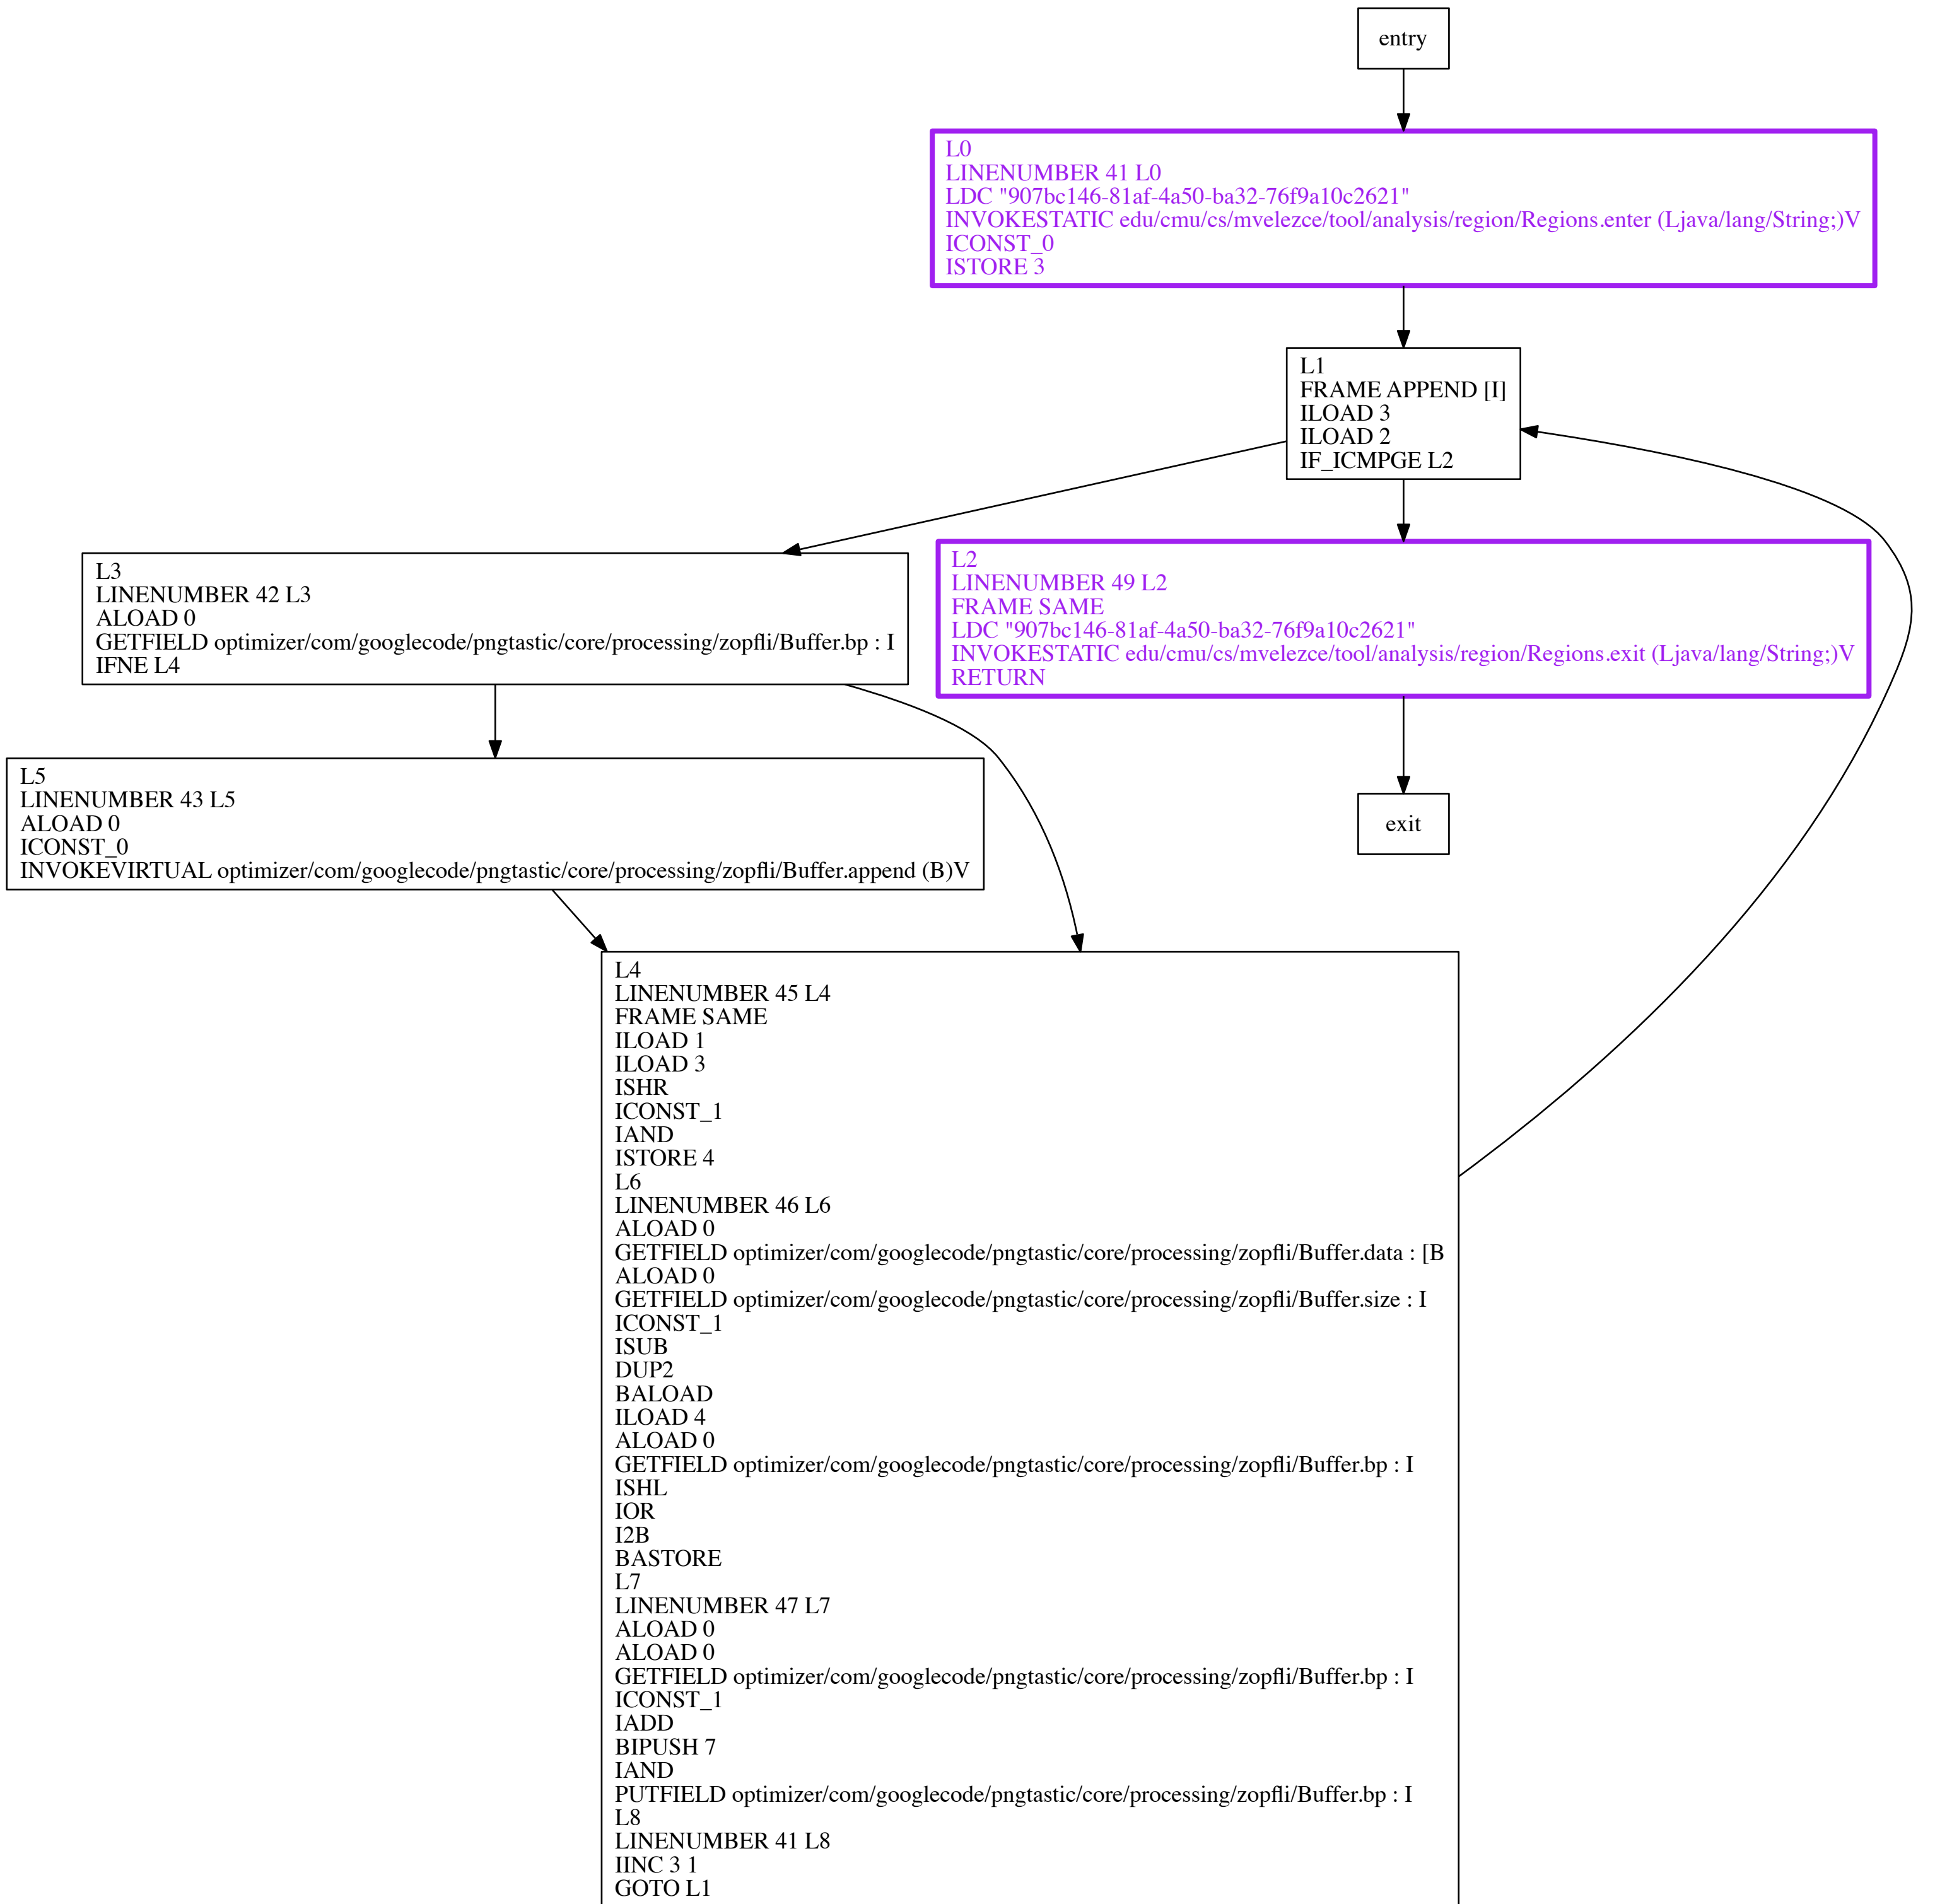 entry
L0
LINENUMBER 41 L0
LDC "907bc146-81af-4a50-ba32-76f9a10c2621"
INVOKESTATIC edu/cmu/cs/mvelezce/tool/analysis/region/Regions.enter (Ljava/lang/String;)V
ICONST_0
ISTORE 3
L1
FRAME APPEND [I]
ILOAD 3
ILOAD 2
IF_ICMPGE L2
L3
LINENUMBER 42 L3
ALOAD 0
GETFIELD optimizer/com/googlecode/pngtastic/core/processing/zopfli/Buffer.bp : I
IFNE L4
L2
LINENUMBER 49 L2
FRAME SAME
LDC "907bc146-81af-4a50-ba32-76f9a10c2621"
INVOKESTATIC edu/cmu/cs/mvelezce/tool/analysis/region/Regions.exit (Ljava/lang/String;)V
RETURN
L5
LINENUMBER 43 L5
ALOAD 0
ICONST_0
INVOKEVIRTUAL optimizer/com/googlecode/pngtastic/core/processing/zopfli/Buffer.append (B)V
exit
L4
LINENUMBER 45 L4
FRAME SAME
ILOAD 1
ILOAD 3
ISHR
ICONST_1
IAND
ISTORE 4
L6
LINENUMBER 46 L6
ALOAD 0
GETFIELD optimizer/com/googlecode/pngtastic/core/processing/zopfli/Buffer.data : [B
ALOAD 0
GETFIELD optimizer/com/googlecode/pngtastic/core/processing/zopfli/Buffer.size : I
ICONST_1
ISUB
DUP2
BALOAD
ILOAD 4
ALOAD 0
GETFIELD optimizer/com/googlecode/pngtastic/core/processing/zopfli/Buffer.bp : I
ISHL
IOR
I2B
BASTORE
L7
LINENUMBER 47 L7
ALOAD 0
ALOAD 0
GETFIELD optimizer/com/googlecode/pngtastic/core/processing/zopfli/Buffer.bp : I
ICONST_1
IADD
BIPUSH 7
IAND
PUTFIELD optimizer/com/googlecode/pngtastic/core/processing/zopfli/Buffer.bp : I
L8
LINENUMBER 41 L8
IINC 3 1
GOTO L1